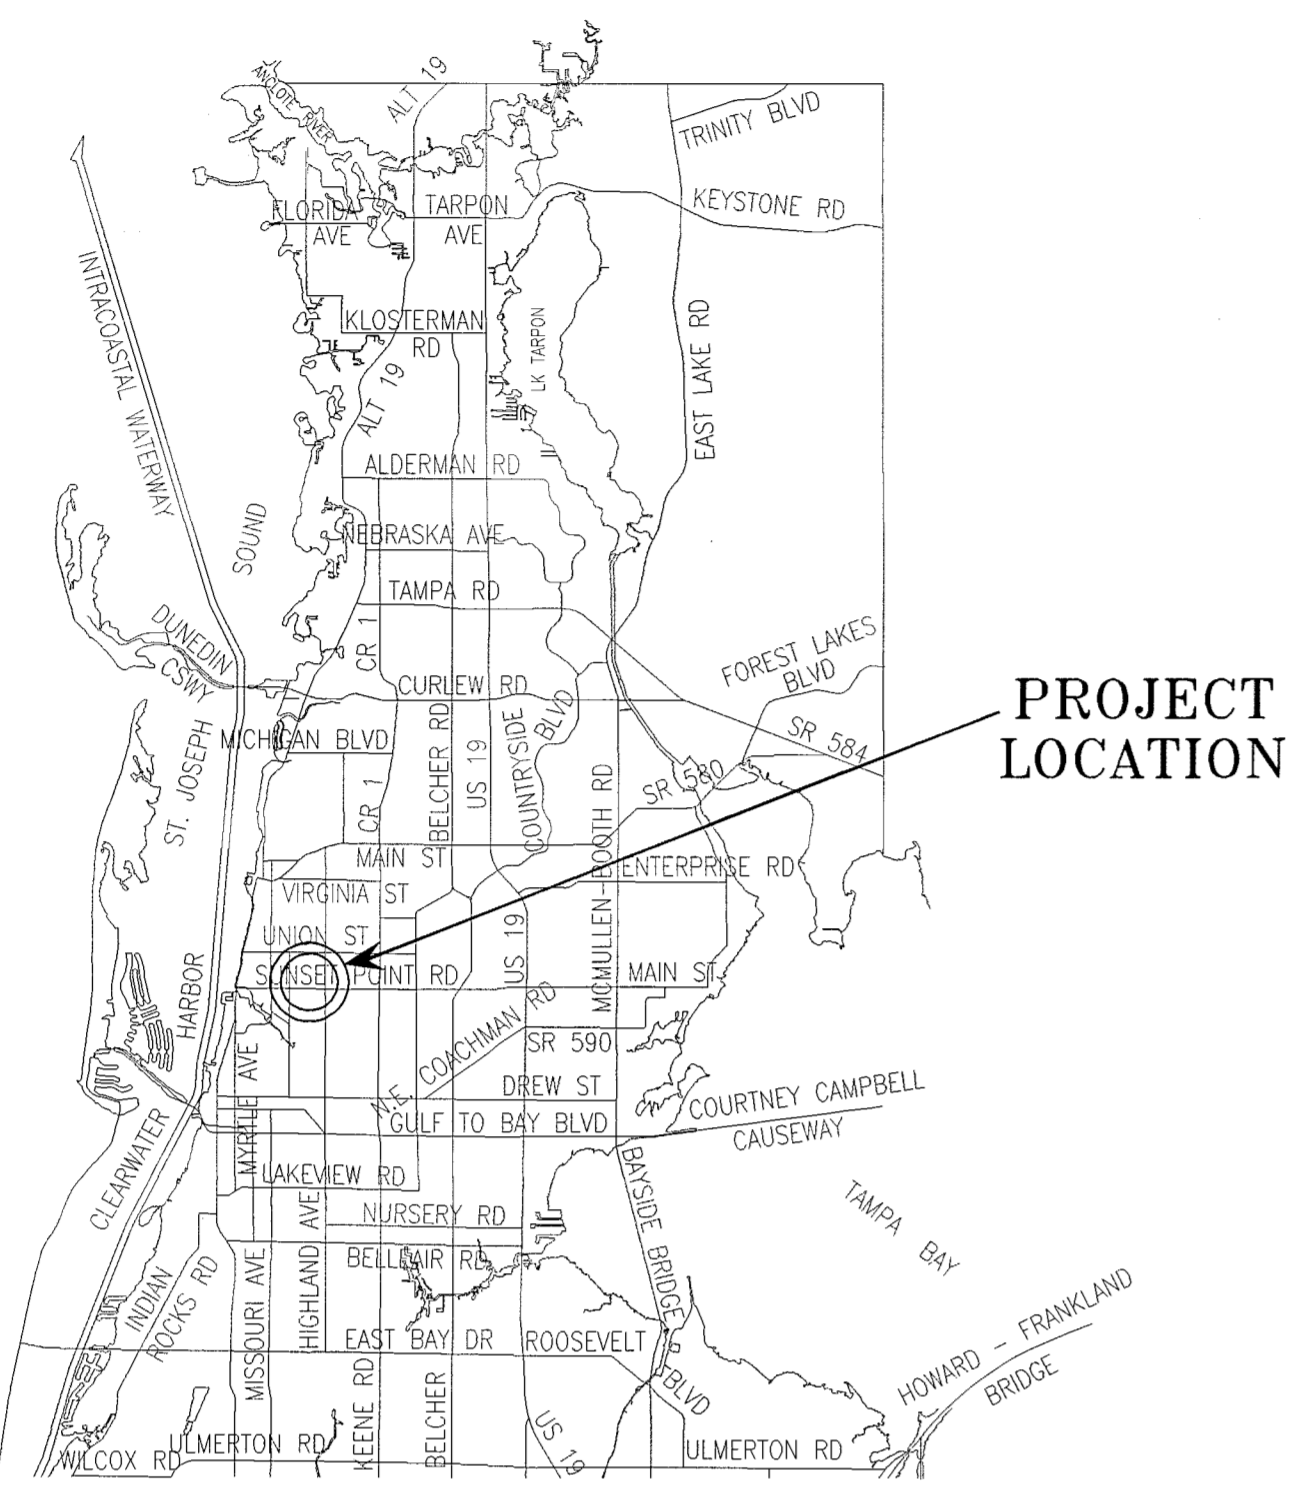 ANCLOTE RIVER
ALT 19
TRINITY BLVD
FLORIDA
AVE
TARPON
AVE
KEYSTONE RD
INTRACOASTAL WATERWAY
KLOSTERMAN
RD
LK TARPON
EAST LAKE RD
ALT 19
ALDERMAN RD
SOUND
NEBRASKA AVE
TAMPA RD
DUNEDIN
CSWY
CR 1
FOREST LAKES
BLVD
CURLEW RD
PROJECT
LOCATION
ST. JOSEPH
MICHIGAN BLVD
BELCHER RD
US 19
COUNTRYSIDE
BLVD
SR 584
SR 580
CR 1
MCMULLEN-BOOTH RD
MAIN ST
ENTERPRISE RD
VIRGINIA ST
UNION ST
US 19
HARBOR
SUNSET POINT RD
MAIN ST
N.E. COACHMAN RD
SR 590
MYRTLE AVE
DREW ST
COURTNEY CAMPBELL
CAUSEWAY
GULF TO BAY BLVD
CLEARWATER
LAKEVIEW RD
BAYSIDE BRIDGE
TAMPA BAY
NURSERY RD
HIGHLAND AVE
BELLEAIR RD
INDIAN
ROCKS RD
MISSOURI AVE
EAST BAY DR
ROOSEVELT
BLVD
HOWARD - FRANKLAND
BRIDGE
KEENE RD
BELCHER
US 19
ULMERTON RD
WILCOX RD
ULMERTON RD